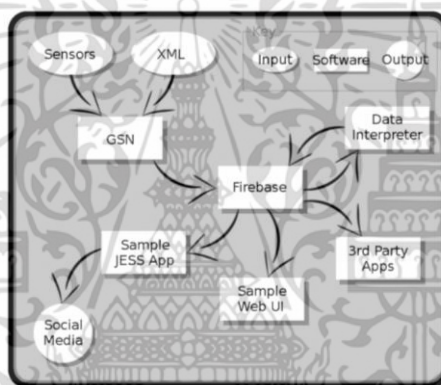 Key
Sensors
XML
Input
Software
Output
GSN
Data
Interpreter
Firebase
Sample
JESS App
3rd Party
Apps
Sample
Web UI
Social
Media